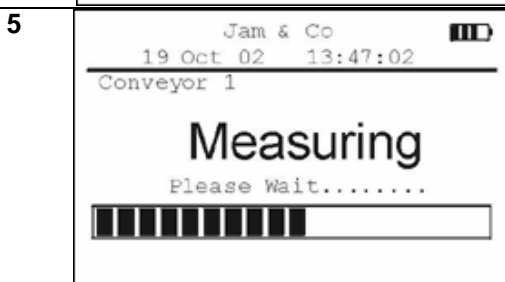 5
Jam & Co
19 Oct 02 13:47:02
Conveyor 1
Measuring
Please Wait........